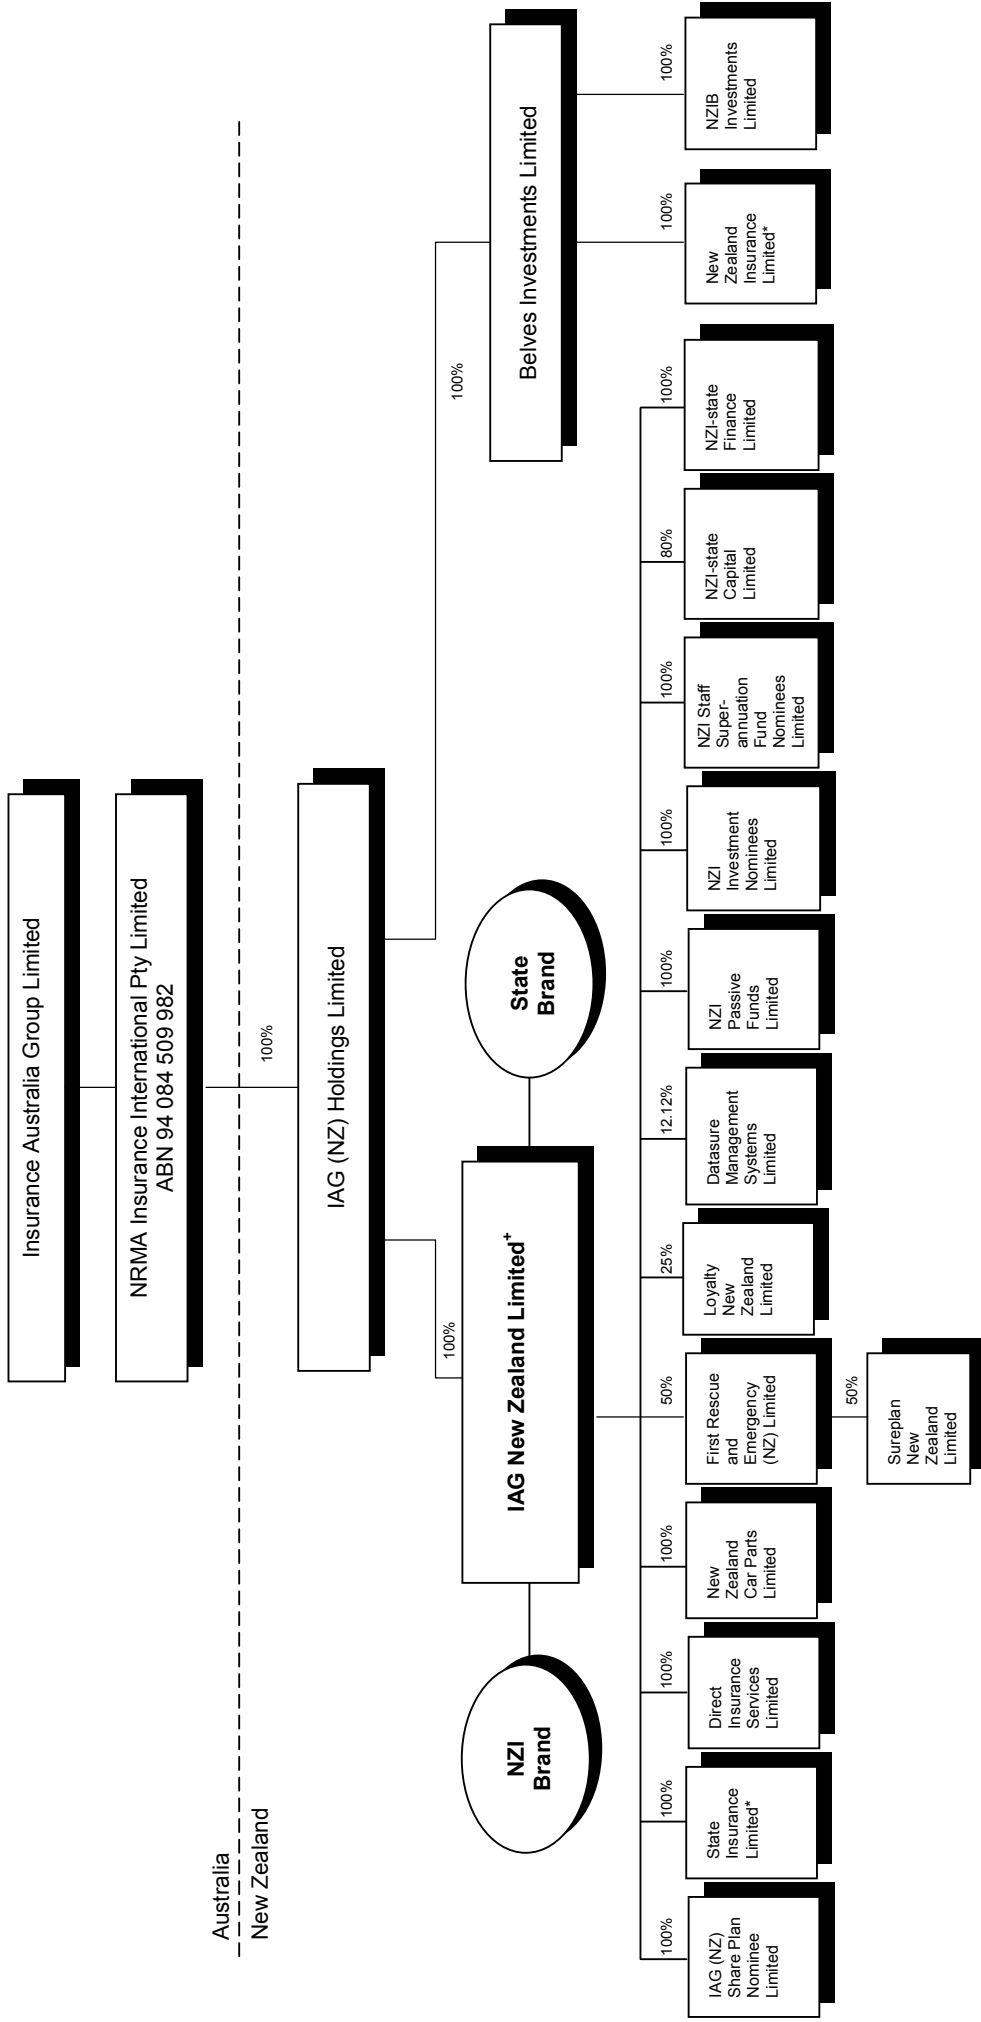 Insurance Australia Group Limited
NRMA Insurance International Pty Limited
ABN 94 084 509 982
Australia
New Zealand
100%
IAG (NZ) Holdings Limited
100%
100%
NZI
Brand
IAG New Zealand Limited+
State
Brand
Belves Investments Limited
100%
IAG (NZ)
Share Plan
Nominee
Limited
100%
State
Insurance
Limited*
100%
Direct
Insurance
Services
Limited
100%
New
Zealand
Car Parts
Limited
50%
First Rescue
and
Emergency
(NZ) Limited
25%
Loyalty
New
Zealand
Limited
12.12%
Datasure
Management
Systems
Limited
100%
NZI
Passive
Funds
Limited
100%
NZI
Investment
Nominees
Limited
100%
NZI Staff
Super-
annuation
Fund
Nominees
Limited
80%
NZI-state
Capital
Limited
100%
NZI-state
Finance
Limited
100%
New
Zealand
Insurance
Limited*
100%
NZIB
Investments
Limited
50%
Sureplan
New
Zealand
Limited